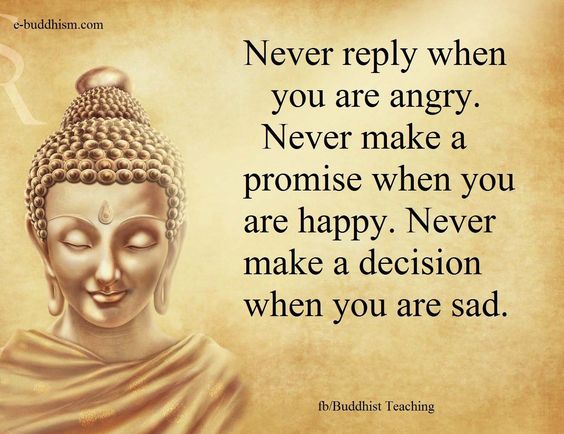 e-buddhism.com
Never reply when
you are angry.
Never make a
promise when you
are happy. Never
make a decision
when you are sad.
fb/Buddhist Teaching